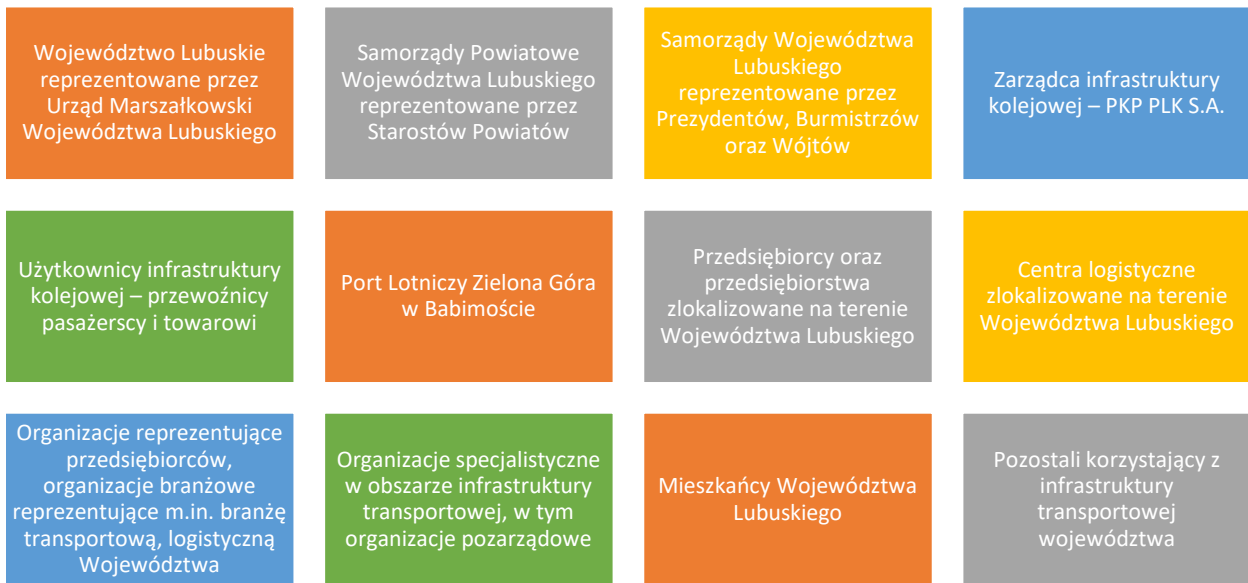 Województwo Lubuskie
reprezentowane przez
Urząd Marszałkowski
Województwa Lubuskiego
Samorządy Powiatowe
Województwa Lubuskiego
reprezentowane przez
Starostów Powiatów
Samorządy Województwa
Lubuskiego
reprezentowane przez
Prezydentów, Burmistrzów
oraz Wójtów
Zarządca infrastruktury
kolejowej – PKP PLK S.A.
Użytkownicy infrastruktury
kolejowej – przewoźnicy
pasażerscy i towarowi
Port Lotniczy Zielona Góra
w Babimoście
Przedsiębiorcy oraz
przedsiębiorstwa
zlokalizowane na terenie
Województwa Lubuskiego
Centra logistyczne
zlokalizowane na terenie
Województwa Lubuskiego
Organizacje reprezentujące
przedsiębiorców,
organizacje branżowe
reprezentujące m.in. branżę
transportową, logistyczną
Województwa
Organizacje specjalistyczne
w obszarze infrastruktury
transportowej, w tym
organizacje pozarządowe
Mieszkańcy Województwa
Lubuskiego
Pozostali korzystający z
infrastruktury
transportowej
województwa